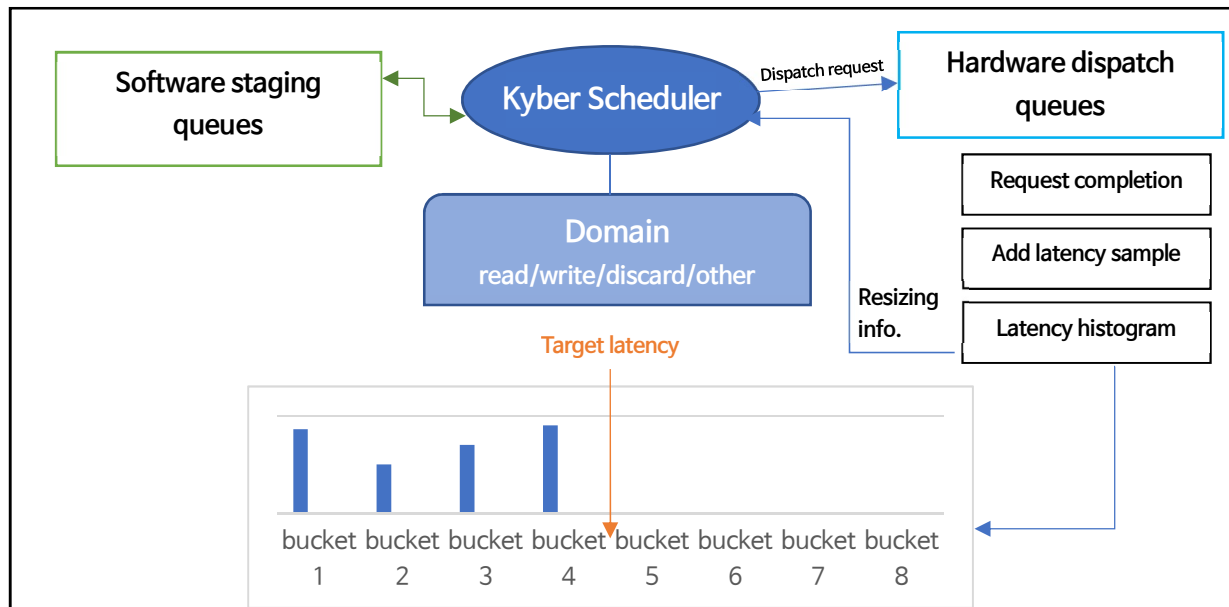 Software staging
queues
Kyber Scheduler
Dispatch request
Hardware dispatch
queues
Request completion
Add latency sample
Latency histogram
Domain
read/write/discard/other
Resizing
info.
Target latency
bucket bucket bucket bucket bucket bucket bucket bucket
1 2 3 4 5 6 7 8